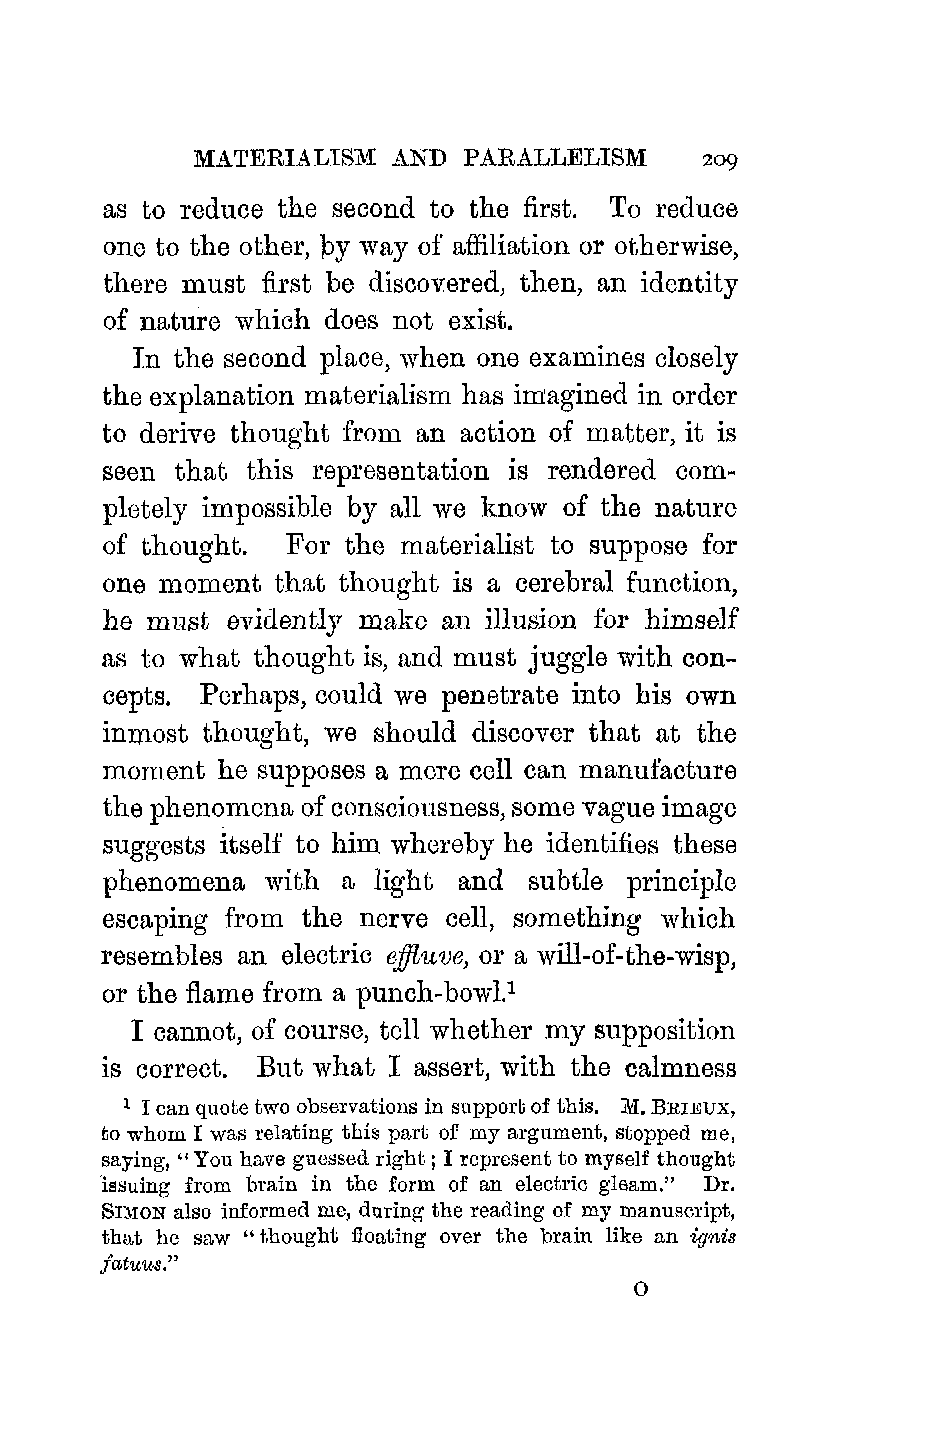 MATERIALISM AND PARALLELISM 209
as to reduce the second to the first. To reduce
one to the other, by way of affiliation or otherwise,
there must first be discovered, then, an identity
of nature which does not exist.
In the second place, when one examines closely
the explanation materialism has imagined in order
to derive thought from an action of matter, it is
seen that this representation is rendered com-
pletely impossible by all we know of the nature
of thought. For the materialist to suppose for
one moment that thought is a cerebral function,
he must evidently make an illusion for himself
as to what thought is, and must juggle with con-
cepts. Perhaps, could we penetrate into his own
inmost thought, we should discover that at the
moment he supposes a mere cell can manufacture
the phenomena of consciousness, some vague image
suggests itself to him whereby he identifies these
phenomena with a light and subtle principle
escaping from the nerve cell, something which
resembles an electric effluve, or a will-of-the-wisp,
or the flame from a punch-bowl.¹
I cannot, of course, tell whether my supposition
is correct. But what I assert, with the calmness
¹ I can quote two observations in support of this. M. BRIEUX,
to whom I was relating this part of my argument, stopped me,
saying, "You have guessed right; I represent to myself thought
issuing from brain in the form of an electric gleam." Dr.
SIMON also informed me, during the reading of my manuscript,
that he saw "thought floating over the brain like an ignis
fatuus."
O